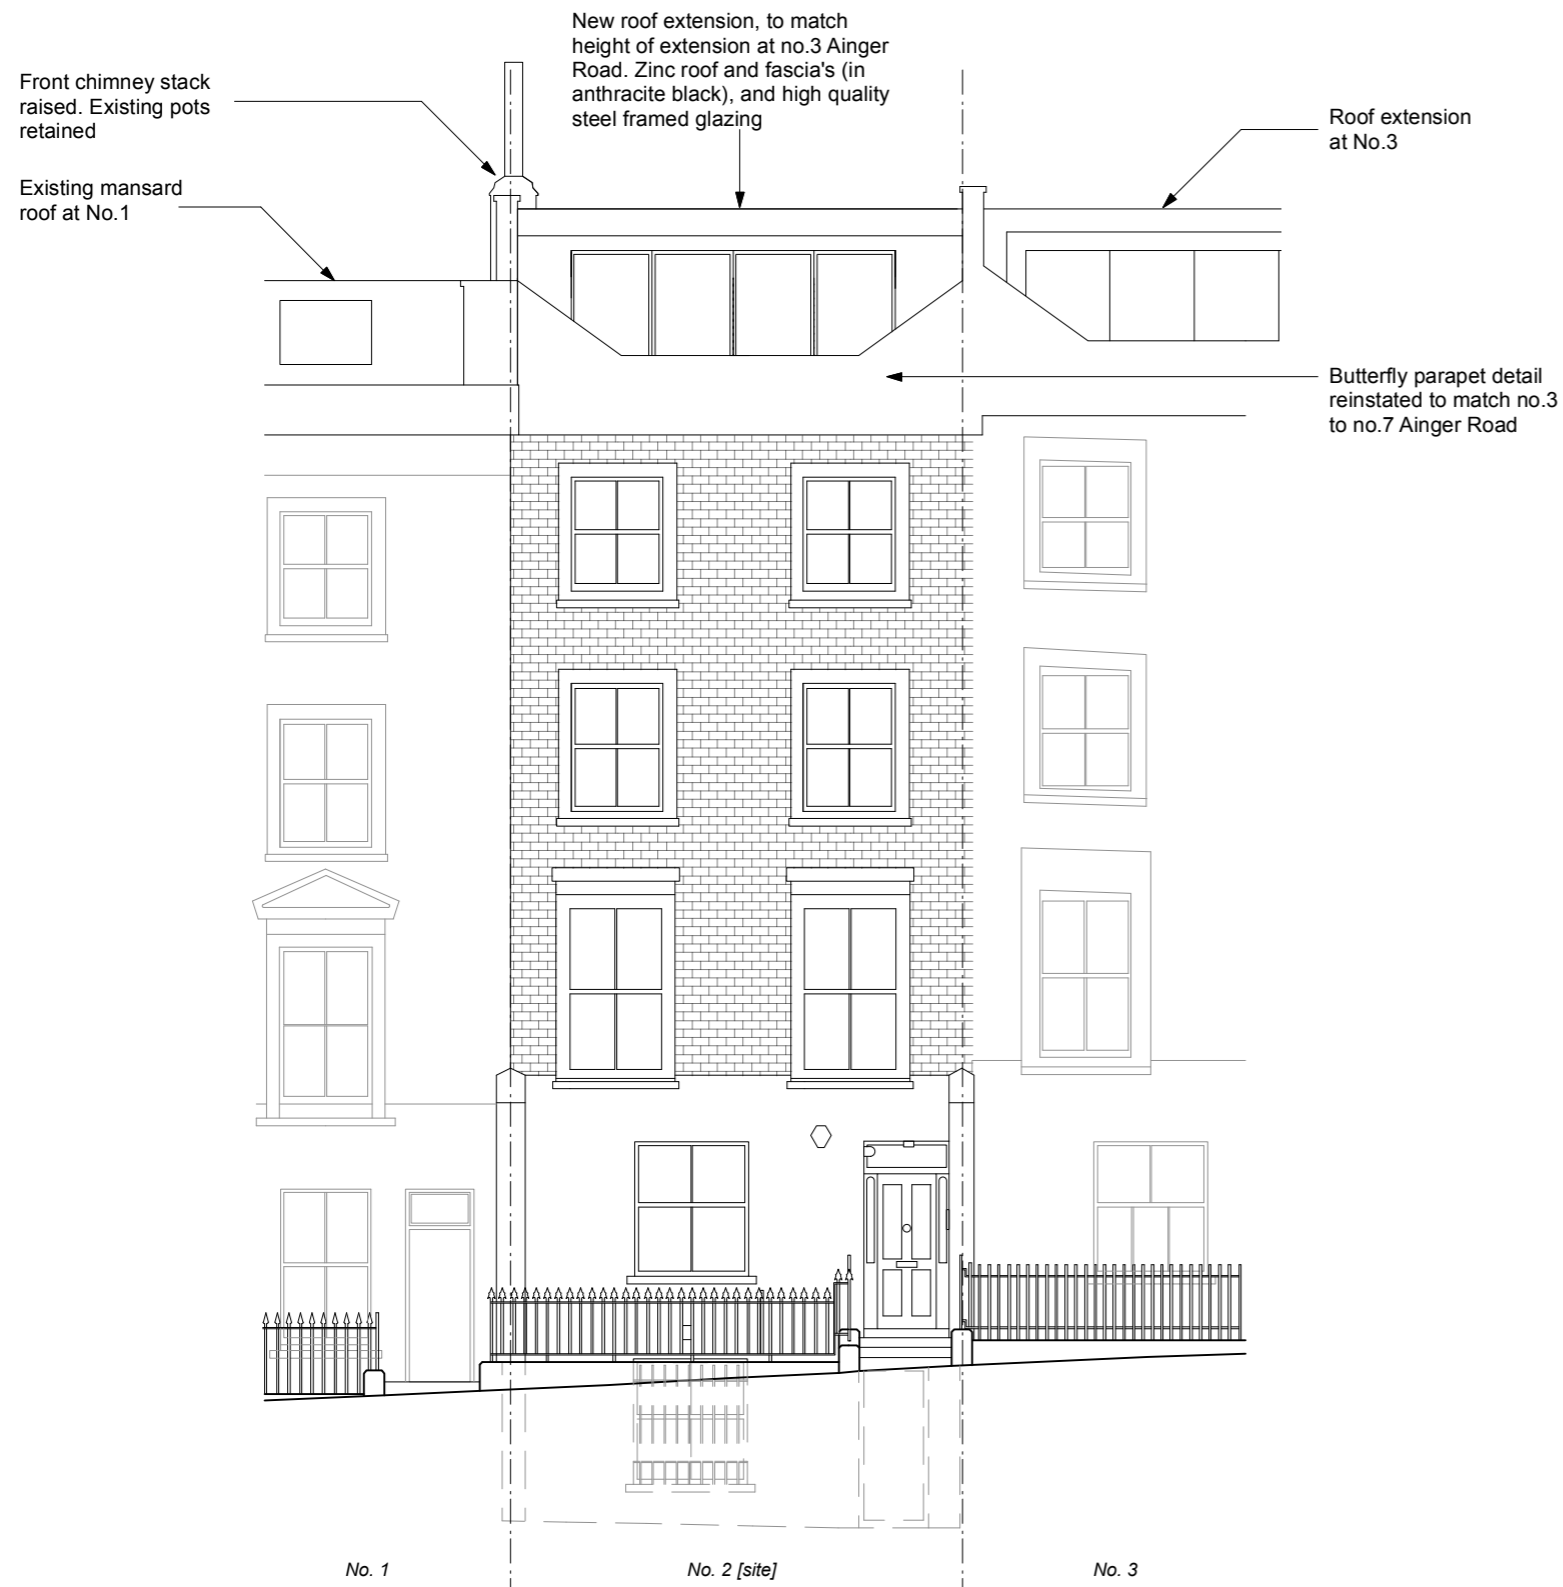 New roof extension, to match
height of extension at no.3 Ainger
Road. Zinc roof and fascia's (in
anthracite black), and high quality
steel framed glazing
Front chimney stack
raised. Existing pots
retained
Existing mansard
roof at No.1
Roof extension
at No.3
Butterfly parapet detail
reinstated to match no.3
to no.7 Ainger Road
No. 1
No. 2 [site]
No. 3